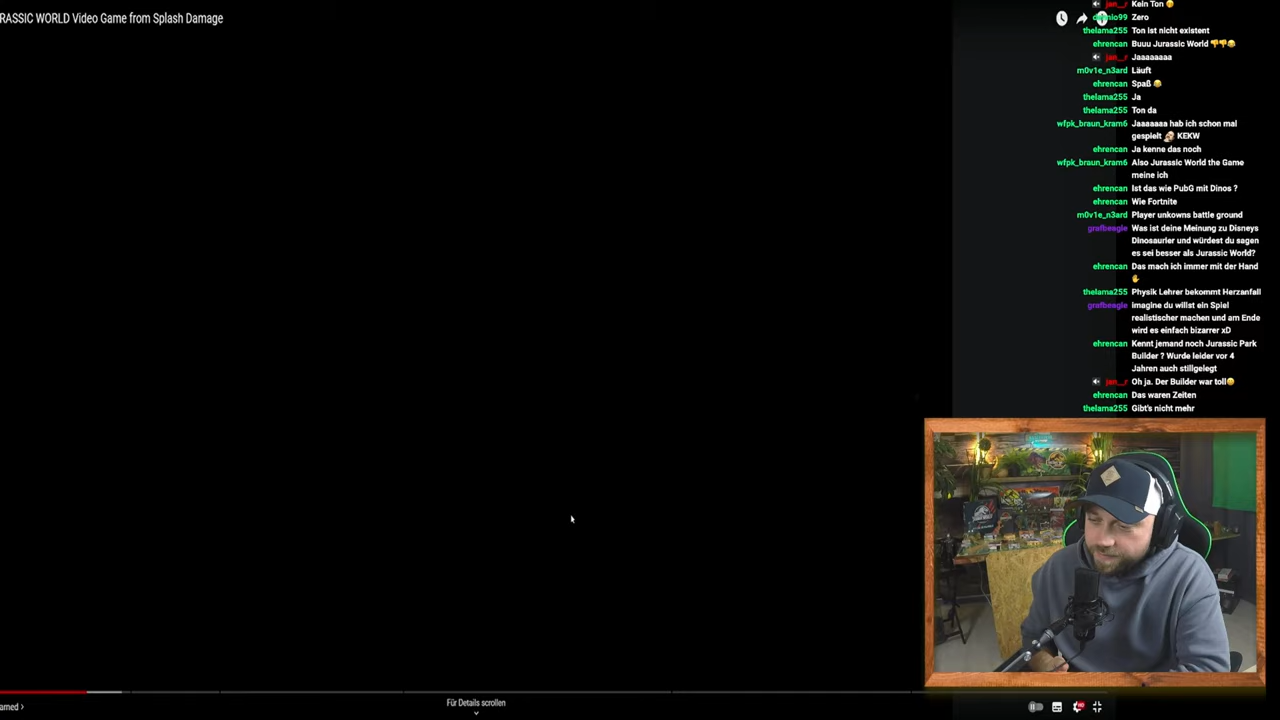 RASSIC WORLD Video Game from Splash Damage
jan__r Kein Ton
Zero
thelama255 Ton ist nicht existent
ehrencan Buuu Jurassic World
jan__r Jaaaaaaaa
m0v1e_n3ard Läuft
ehrencan Spaß
thelama255 Ja
thelama255 Ton da
wfpk_braun_kram6 Jaaaaaaa hab ich schon mal
gespielt KEKW
ehrencan Ja kenne das noch
wfpk_braun_kram6 Also Jurassic World the Game
meine ich
ehrencan Ist das wie PubG mit Dinos ?
ehrencan Wie Fortnite
m0v1e_n3ard Player unkowns battle ground
grafbeagle Was ist deine Meinung zu Disneys
Dinosaurier und würdest du sagen
es sei besser als Jurassic World?
ehrencan Das mach ich immer mit der Hand
thelama255 Physik Lehrer bekommt Herzanfall
grafbeagle imagine du willst ein Spiel
realistischer machen und am Ende
wird es einfach bizarrer xD
ehrencan Kennt jemand noch Jurassic Park
Builder ? Wurde leider vor 4
Jahren auch stillgelegt
jan__r Oh ja. Der Builder war toll
ehrencan Das waren Zeiten
thelama255 Gibt's nicht mehr
amed >
Für Details scrollen
HD